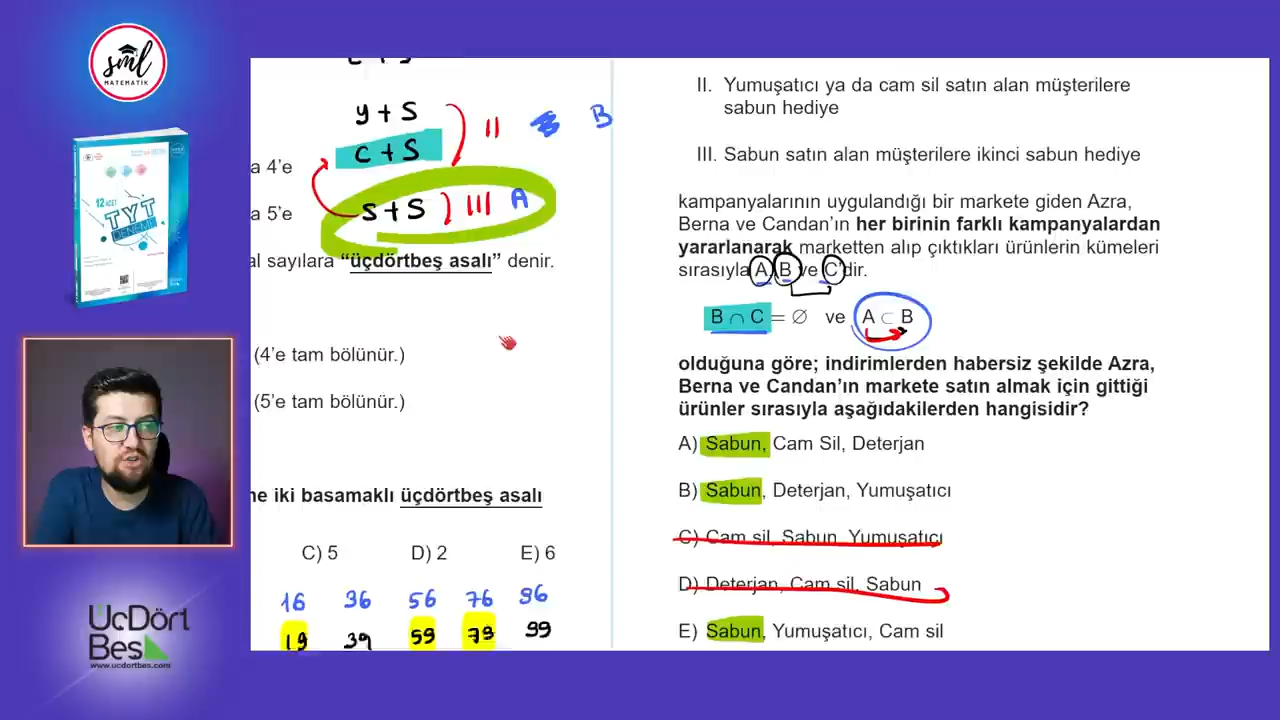 sml
MATEMATİK
12 ADET
TYT
DENEME
ÜçDört
Beş
www.ucdortbes.com
y + S
II
B
c + S
a 4'e
s + S
III
A
a 5'e
al sayılara “üçdörtbeş asalı” denir.
(4’e tam bölünür.)
(5’e tam bölünür.)
ne iki basamaklı üçdörtbeş asalı
C) 5 D) 2 E) 6
16 36 56 76 96
19 39 59 79 99
II. Yumuşatıcı ya da cam sil satın alan müşterilere
sabun hediye
III. Sabun satın alan müşterilere ikinci sabun hediye
kampanyalarının uygulandığı bir markete giden Azra,
Berna ve Candan’ın her birinin farklı kampanyalardan
yararlanarak marketten alıp çıktıkları ürünlerin kümeleri
sırasıyla A, B ve C’dir.
B ∩ C = ∅ ve A ⊂ B
olduğuna göre; indirimlerden habersiz şekilde Azra,
Berna ve Candan’ın markete satın almak için gittiği
ürünler sırasıyla aşağıdakilerden hangisidir?
A) Sabun, Cam Sil, Deterjan
B) Sabun, Deterjan, Yumuşatıcı
C) Cam sil, Sabun, Yumuşatıcı
D) Deterjan, Cam sil, Sabun
E) Sabun, Yumuşatıcı, Cam sil